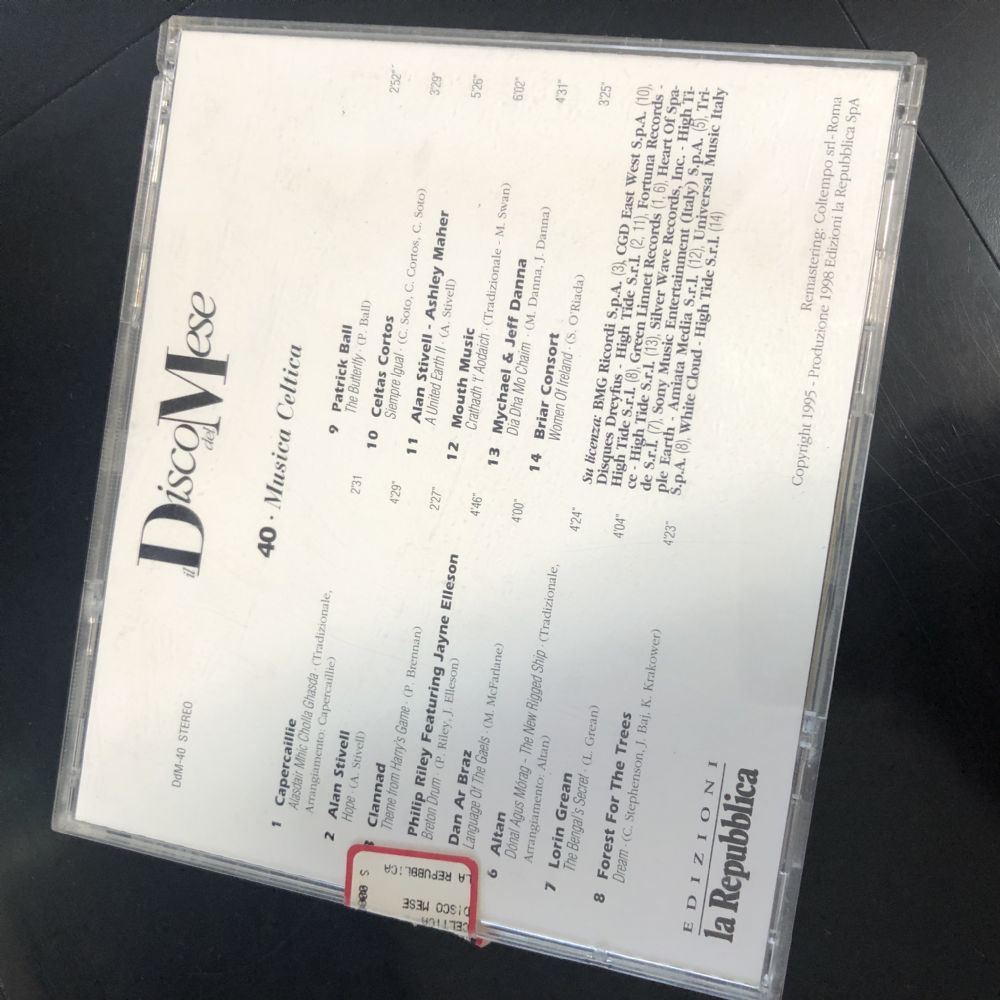 DdM-40 STEREO
il Disco del Mese
40 · Musica Celtica
1 Capercaillie
Alasdair Mhic Cholla Ghasda · (Tradizionale,
Arrangiamento: Capercaillie) 2'31
2 Alan Stivell
Hope · (A. Stivell) 4'29"
3 Clannad
Theme from Harry's Game · (P. Brennan) 2'27"
Philip Riley Featuring Jayne Elleson
Breton Drum · (P. Riley, J. Elleson) 4'46"
Dan Ar Braz
Language Of The Gaels · (M. McFarlane) 4'00"
6 Altan
Dónal Agus Mórag - The New Rigged Ship · (Tradizionale,
Arrangiamento: Altan) 4'24"
7 Lorin Grean
The Bengal's Secret · (L. Grean) 4'04"
8 Forest For The Trees
Dream · (C. Stephenson, J. Baj, K. Krakower) 4'23"
9 Patrick Ball
The Butterfly · (P. Ball) 2'52"
10 Celtas Cortos
Siempre Igual · (C. Soto, C. Cortos, C. Soto) 3'29"
11 Alan Stivell - Ashley Maher
A United Earth II · (A. Stivell) 5'26"
12 Mouth Music
Crathadh 't' Aodaich · (Tradizionale - M. Swan) 6'02"
13 Mychael & Jeff Danna
Dia Dha Mo Chaim · (M. Danna, J. Danna) 4'31"
14 Briar Consort
Women Of Ireland · (S. O'Riada) 3'25"
Su licenza: BMG Ricordi S.p.A. (3), CGD East West S.p.A. (10),
Disques Dreyfus - High Tide S.r.l. (2, 11), Fortuna Records -
High Tide S.r.l. (8), Green Linnet Records (1, 6), Heart Of Spa-
ce - High Tide S.r.l. (13), Silver Wave Records, Inc. - High Ti-
de S.r.l. (7), Sony Music Entertainment (Italy) S.p.A. (5), Tri-
ple Earth - Amiata Media S.r.l. (12), Universal Music Italy
S.p.A. (8), White Cloud - High Tide S.r.l. (14)
Remastering: Coltempo srl - Roma
Copyright 1995 - Produzione 1998 Edizioni la Repubblica SpA
EDIZIONI
la Repubblica
DISCO MESE
LA REPUBBLICA